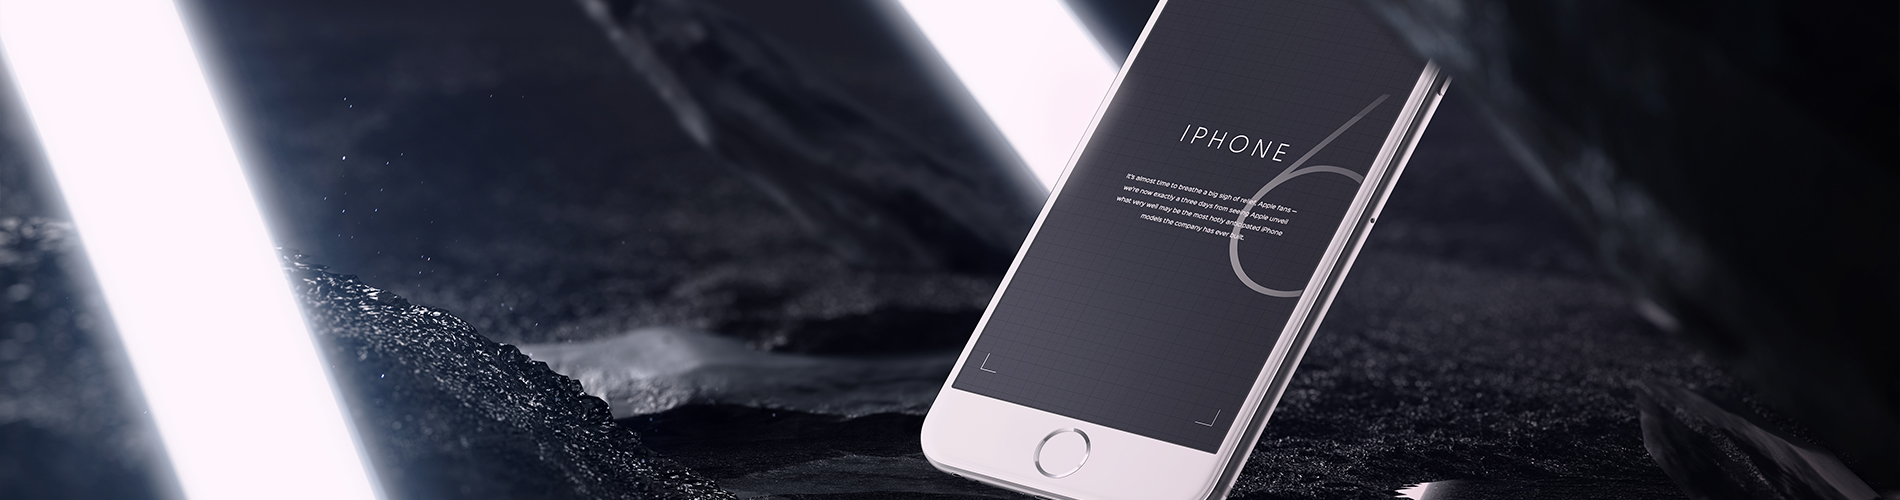 IPHONE
6
It's almost time to breathe a big sigh of relief, Apple fans –
we're now exactly a three days from seeing Apple unveil
what very well may be the most hotly anticipated iPhone
models the company has ever built.